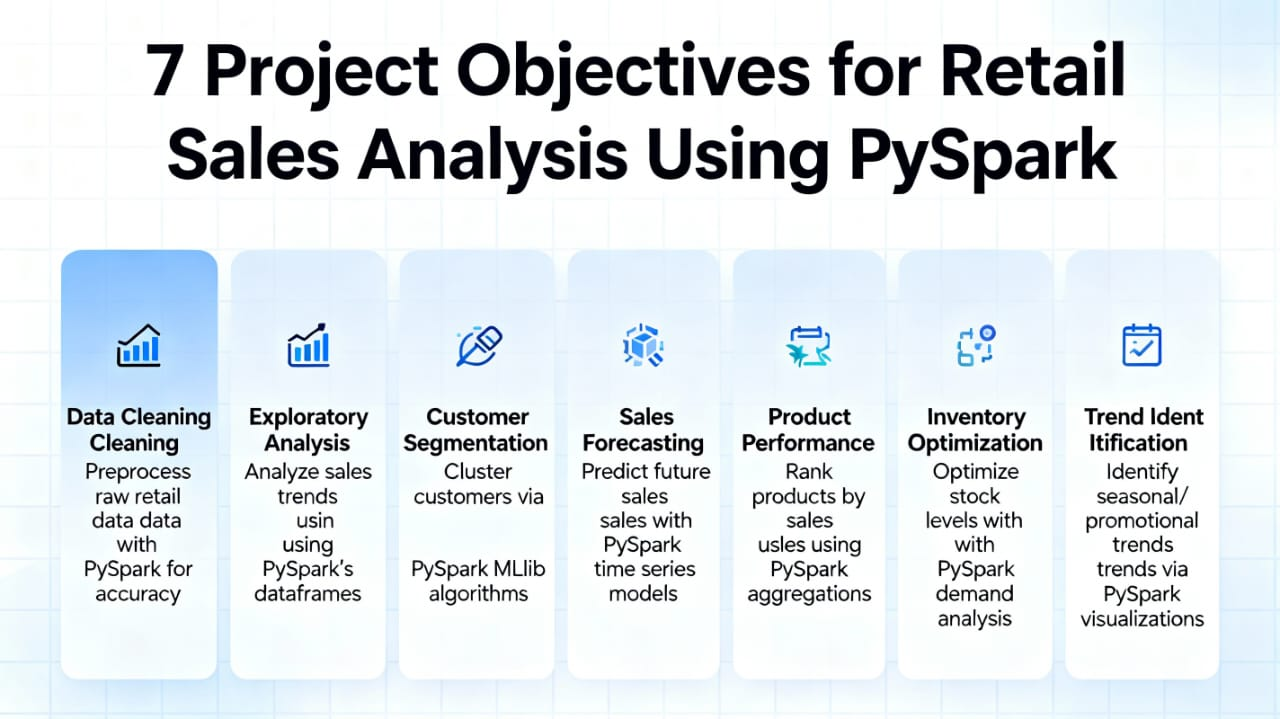 7 Project Objectives for Retail
Sales Analysis Using PySpark
Data Cleaning
Cleaning
Preprocess
raw retail
data data
with
PySpark for
accuracy
Exploratory
Analysis
Analyze sales
trends
usin
using
PySpark's
dataframes
Customer
Segmentation
Cluster
customers via
PySpark MLlib
algorithms
Sales
Forecasting
Predict future
sales
sales with
PySpark
time series
models
Product
Performance
Rank
products by
sales
usles using
PySpark
aggregations
Inventory
Optimization
Optimize
stock
levels with
with
PySpark
demand
analysis
Trend Ident
Itification
Identify
seasonal/
promotional
trends
trends via
PySpark
visualizations